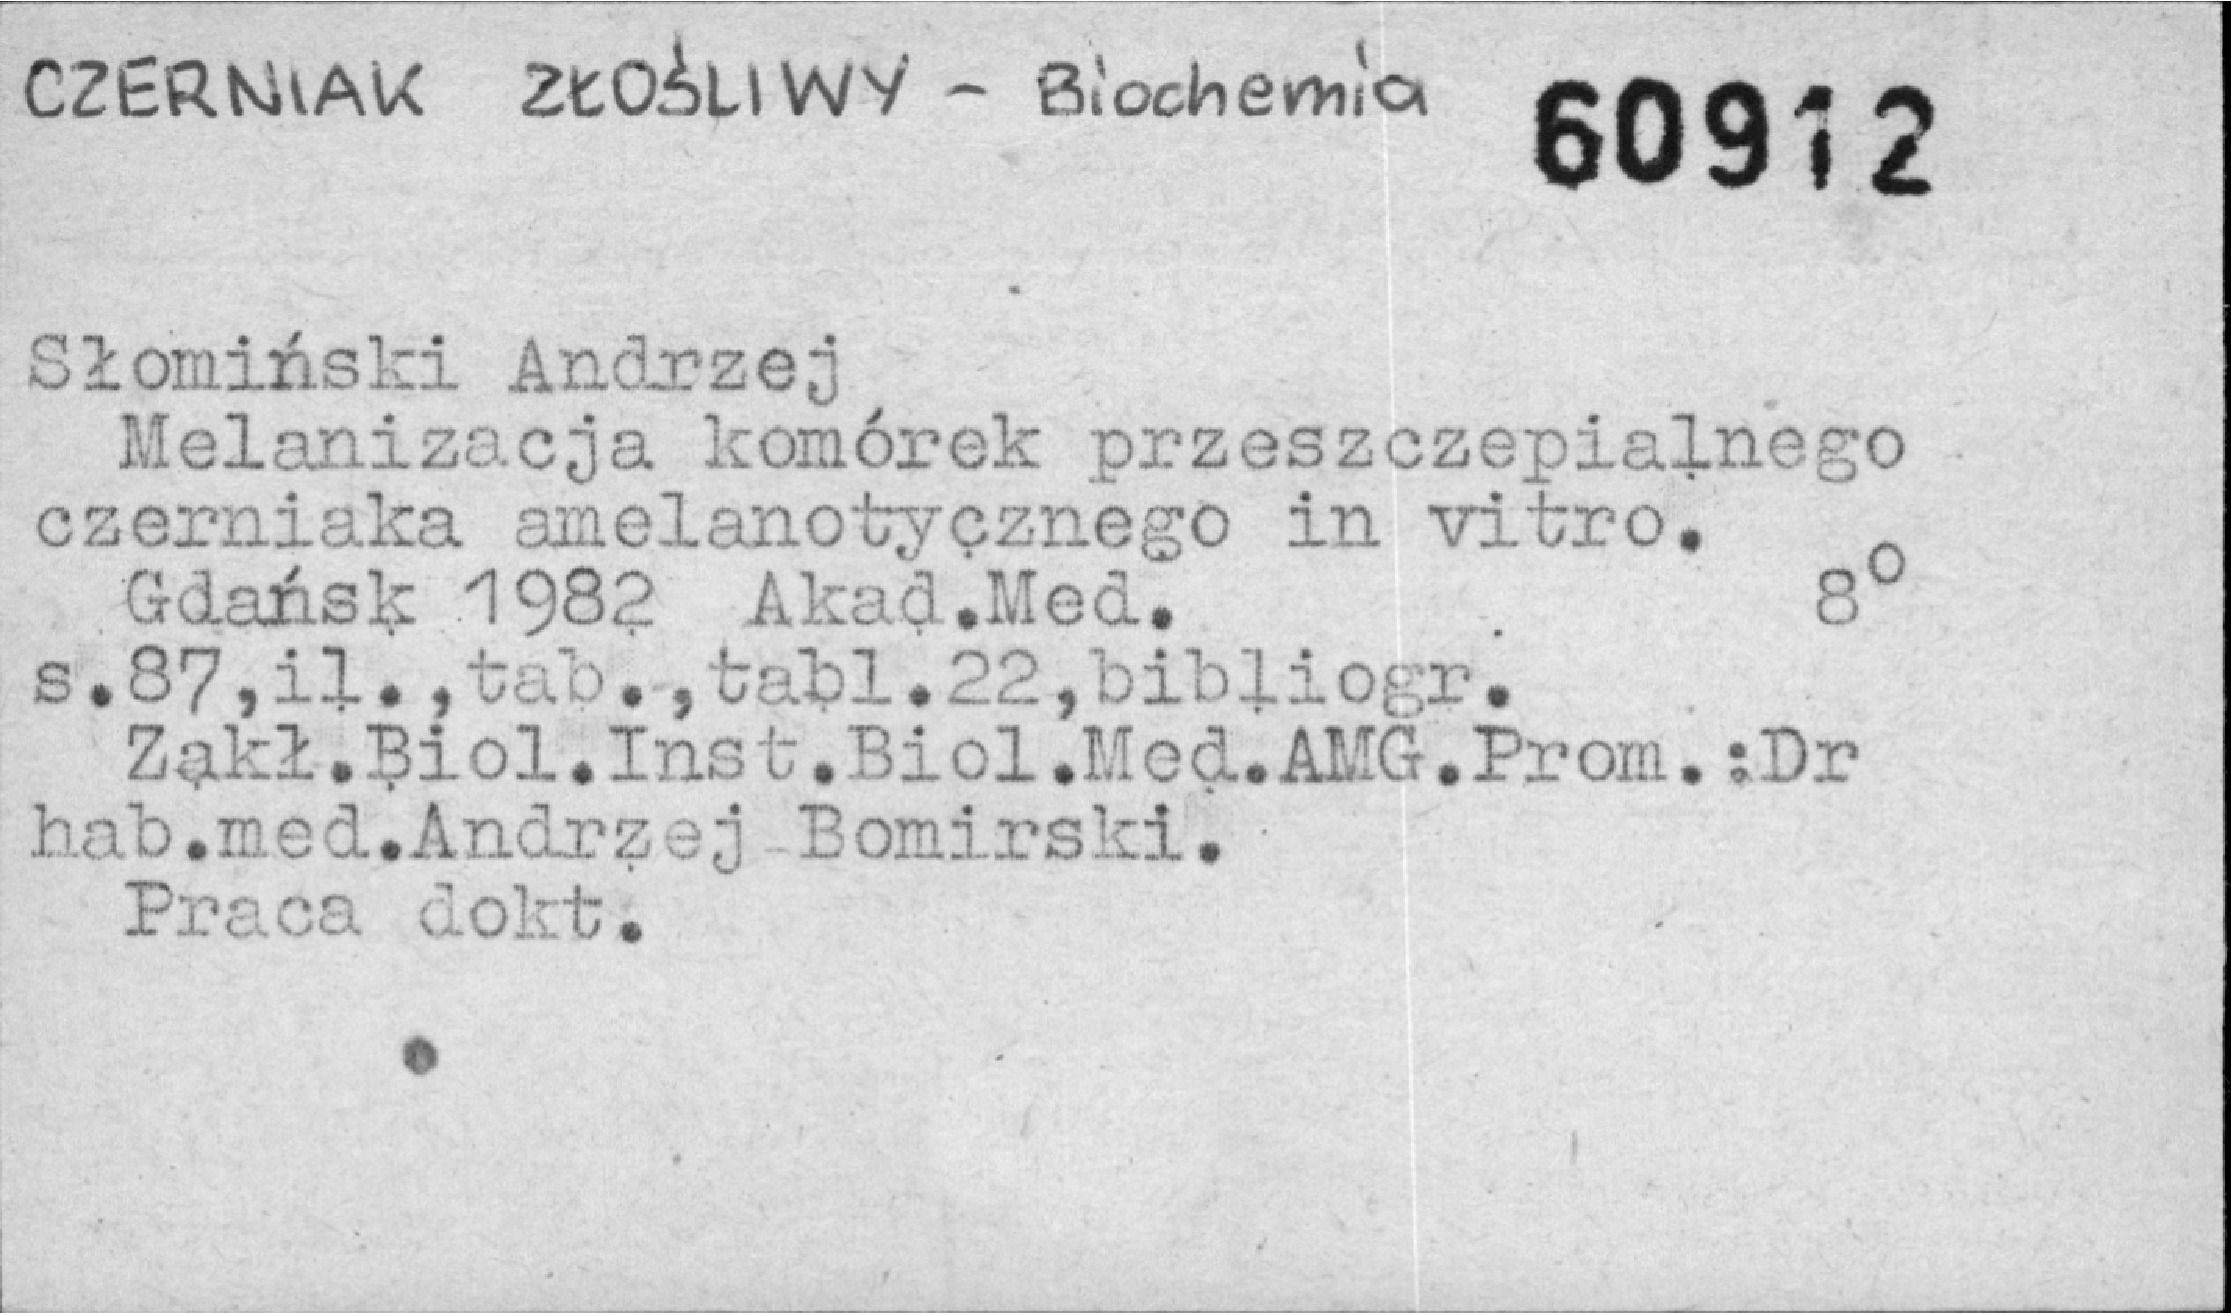 CZERNIAK ZŁOŚLIWY - Biochemia 60912
Słomiński Andrzej
Melanizacja komórek przeszczepialnego
czerniaka amelanotycznego in vitro.
Gdańsk 1982 Akad.Med. 8°
s.87,il.,tab.,tabl.22,bibliogr.
Zakł.Biol.Inst.Biol.Med.AMG.Prom.:Dr
hab.med.Andrzej Bomirski.
Praca dokt.